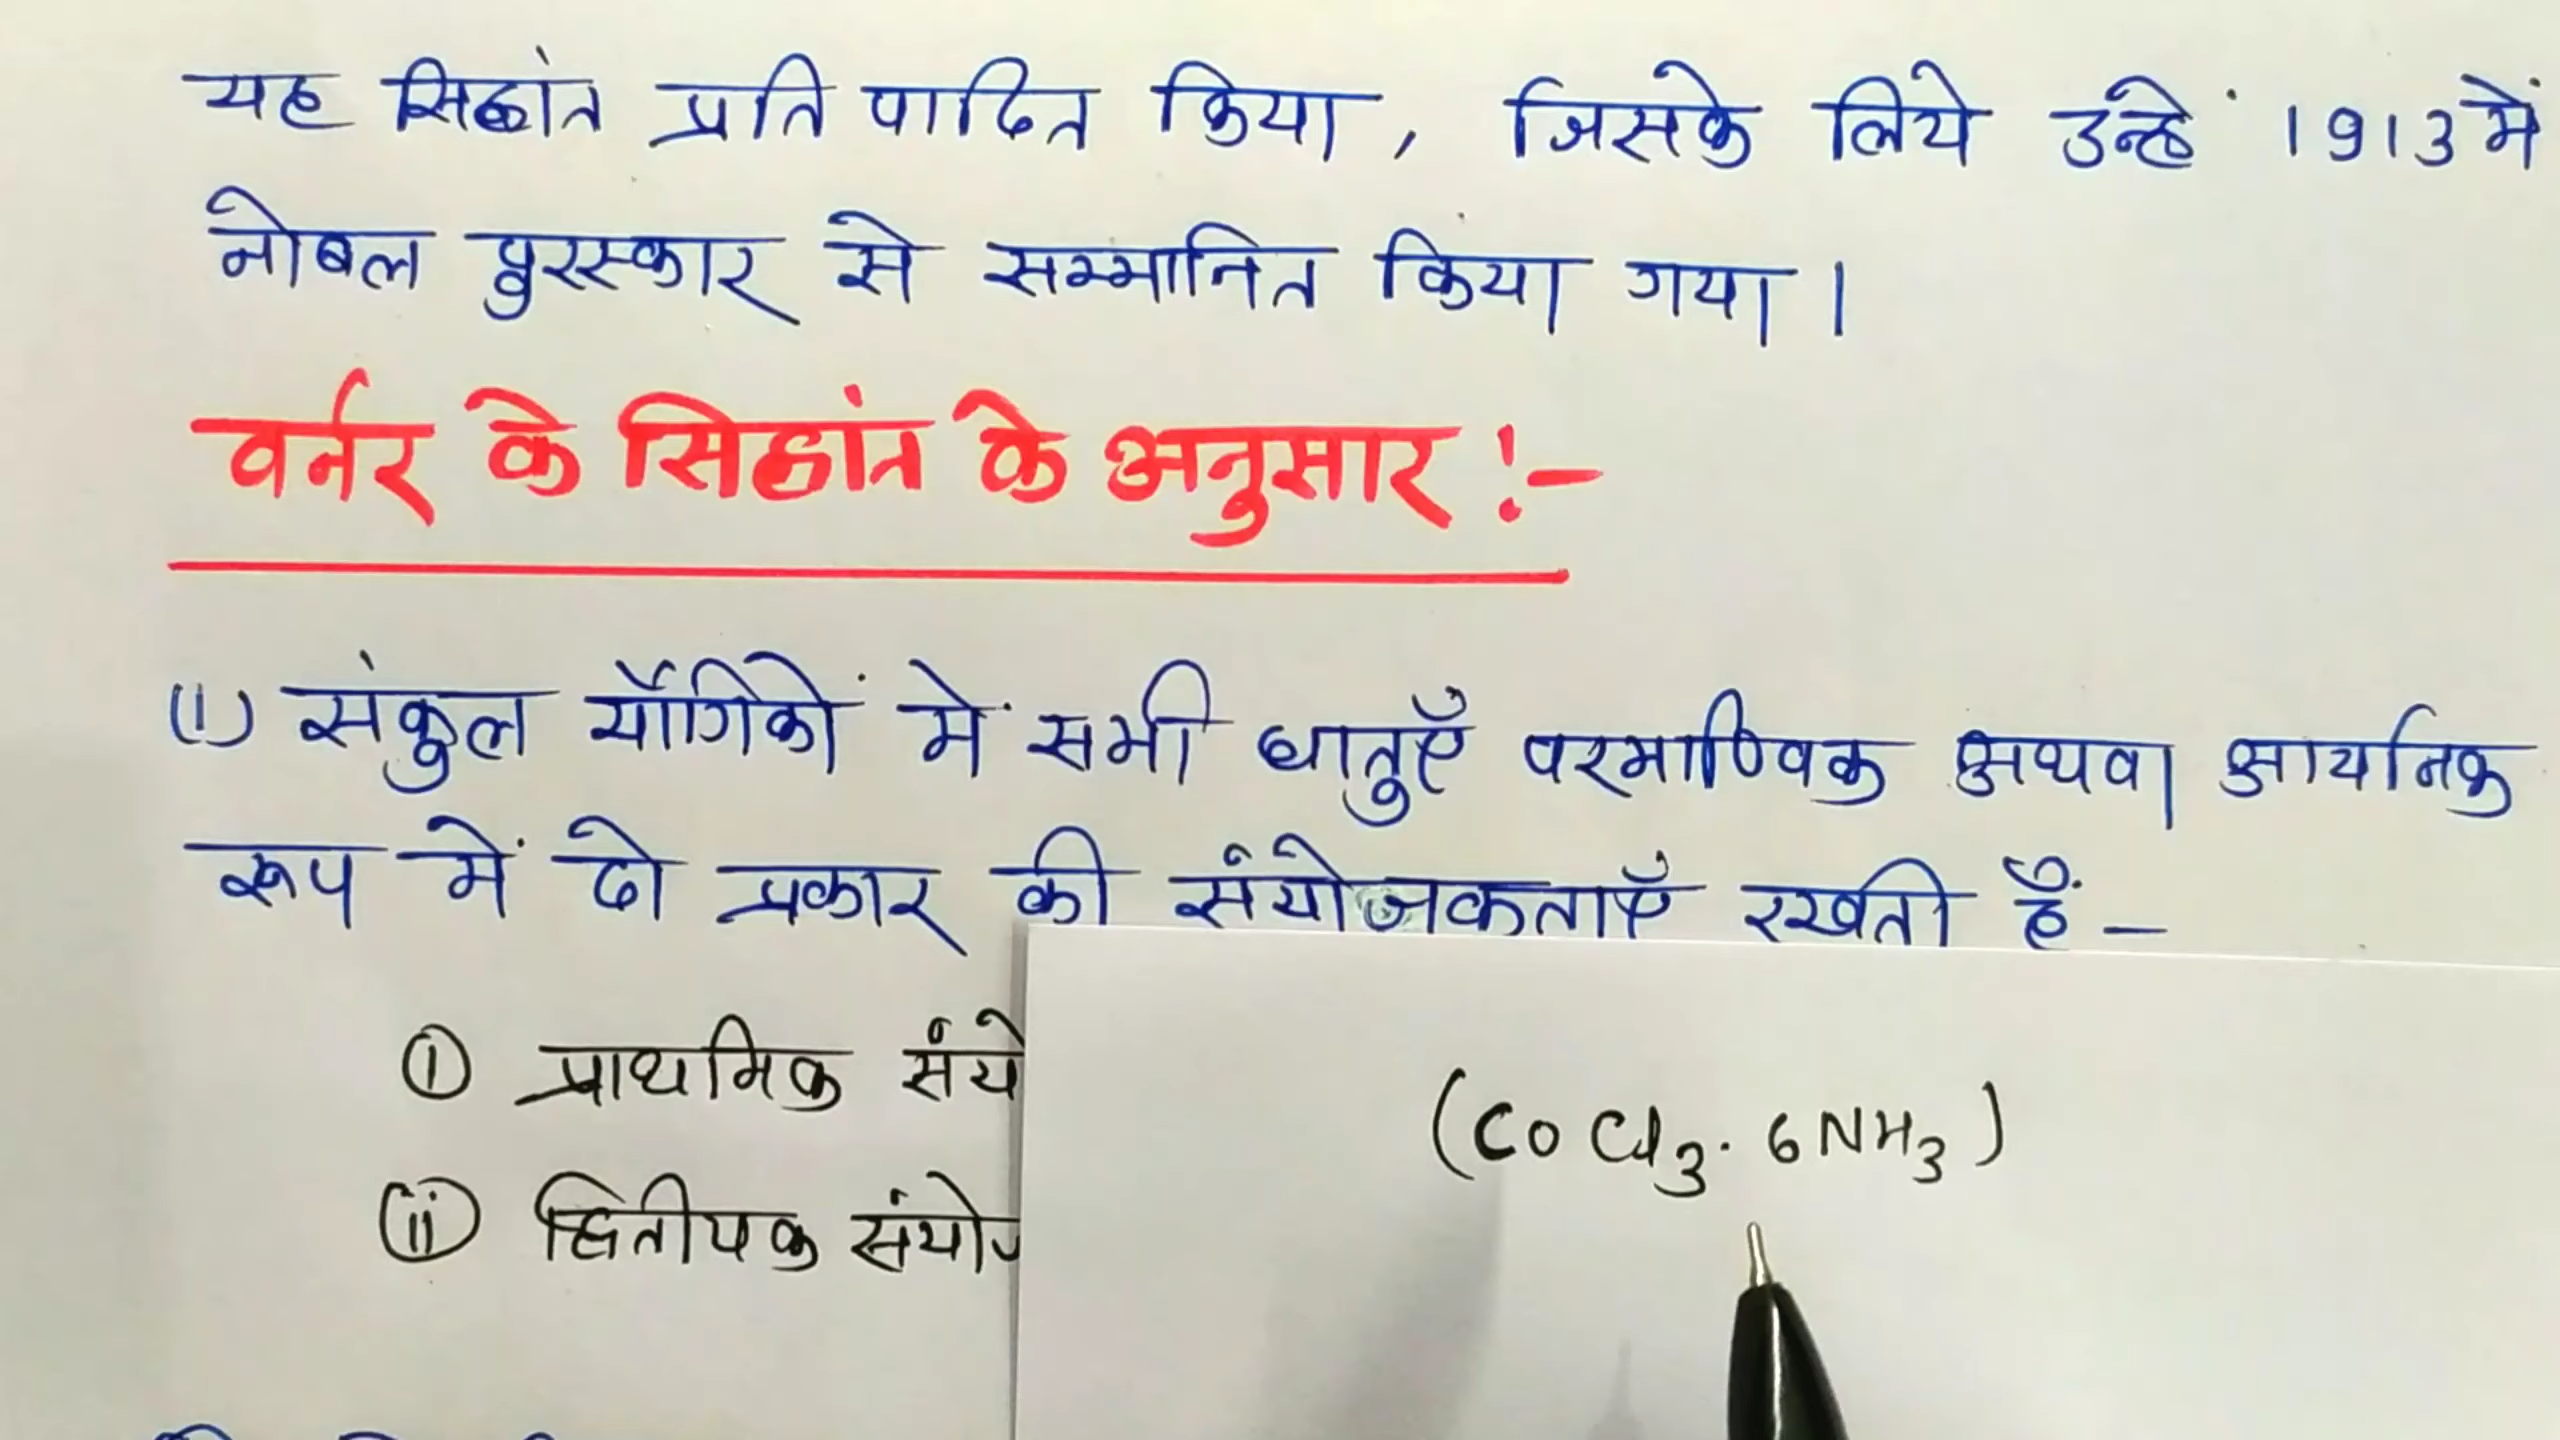 यह सिद्धांत प्रति पादित किया, जिसके लिये उन्हें 1913 में
नोबल पुरस्कार से सम्मानित किया गया।
वर्नर के सिद्धांत के अनुसार :-
(1) संकुल यौगिकों में सभी धातुएँ परमाण्विक अथवा आयनिक
रूप में दो प्रकार की संयोजकताएँ रखती हैं -
(i) प्राथमिक संये
(ii) द्वितीयक संयो
(CoCl3. 6NH3)